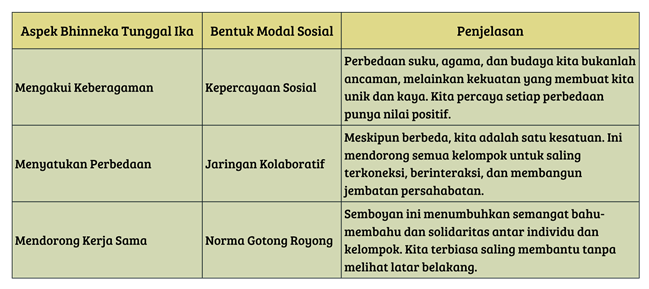 Aspek Bhinneka Tunggal Ika
Bentuk Modal Sosial
Penjelasan
Mengakui Keberagaman
Kepercayaan Sosial
Perbedaan suku, agama, dan budaya kita bukanlah
ancaman, melainkan kekuatan yang membuat kita
unik dan kaya. Kita percaya setiap perbedaan
punya nilai positif.
Menyatukan Perbedaan
Jaringan Kolaboratif
Meskipun berbeda, kita adalah satu kesatuan. Ini
mendorong semua kelompok untuk saling
terkoneksi, berinteraksi, dan membangun
jembatan persahabatan.
Mendorong Kerja Sama
Norma Gotong Royong
Semboyan ini menumbuhkan semangat bahu-
membahu dan solidaritas antar individu dan
kelompok. Kita terbiasa saling membantu tanpa
melihat latar belakang.